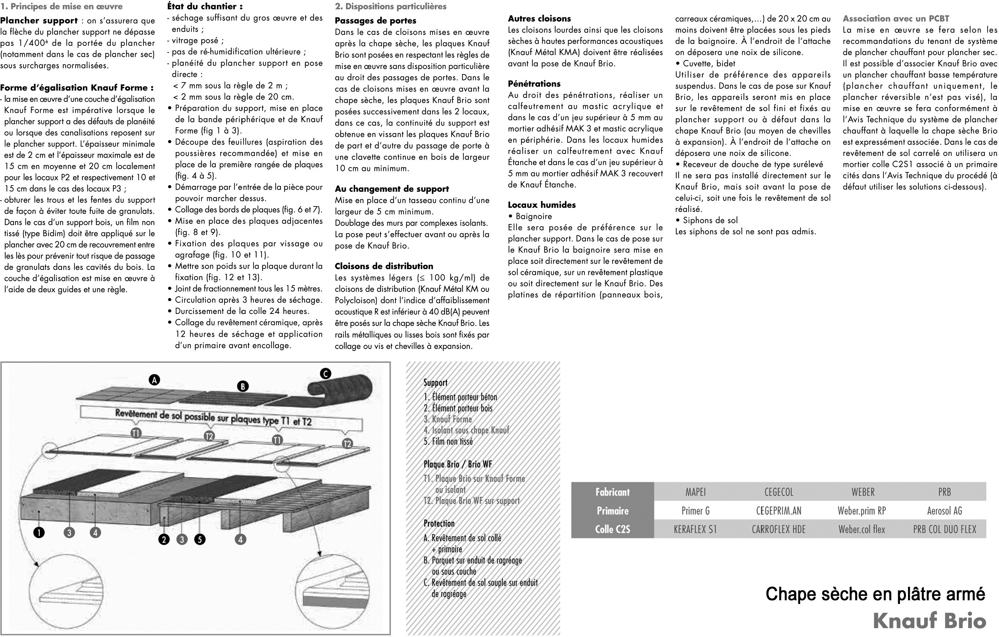 1. Principes de mise en œuvre
Plancher support : on s’assurera que
la flèche du plancher support ne dépasse
pas 1/400è de la portée du plancher
(notamment dans le cas de plancher sec)
sous surcharges normalisées.
Forme d’égalisation Knauf Forme :
- la mise en œuvre d’une couche d’égalisation
Knauf Forme est impérative lorsque le
plancher support a des défauts de planéité
ou lorsque des canalisations reposent sur
le plancher support. L’épaisseur minimale
est de 2 cm et l’épaisseur maximale est de
15 cm en moyenne et 20 cm localement
pour les locaux P2 et respectivement 10 et
15 cm dans le cas des locaux P3 ;
- obturer les trous et les fentes du support
de façon à éviter toute fuite de granulats.
Dans le cas d’un support bois, un film non
tissé (type Bidim) doit être appliqué sur le
plancher avec 20 cm de recouvrement entre
les lès pour prévenir tout risque de passage
de granulats dans les cavités du bois. La
couche d’égalisation est mise en œuvre à
l’aide de deux guides et une règle.
État du chantier :
- séchage suffisant du gros œuvre et des
enduits ;
- vitrage posé ;
- pas de ré-humidification ultérieure ;
- planéité du plancher support en pose
directe :
< 7 mm sous la règle de 2 m ;
< 2 mm sous la règle de 20 cm.
• Préparation du support, mise en place
de la bande périphérique et de Knauf
Forme (fig 1 à 3).
• Découpe des feuillures (aspiration des
poussières recommandée) et mise en
place de la première rangée de plaques
(fig. 4 à 5).
• Démarrage par l’entrée de la pièce pour
pouvoir marcher dessus.
• Collage des bords de plaques (fig. 6 et 7).
• Mise en place des plaques adjacentes
(fig. 8 et 9).
• Fixation des plaques par vissage ou
agrafage (fig. 10 et 11).
• Mettre son poids sur la plaque durant la
fixation (fig. 12 et 13).
• Joint de fractionnement tous les 15 mètres.
• Circulation après 3 heures de séchage.
• Durcissement de la colle 24 heures.
• Collage du revêtement céramique, après
12 heures de séchage et application
d’un primaire avant encollage.
2. Dispositions particulières
Passages de portes
Dans le cas de cloisons mises en œuvre
après la chape sèche, les plaques Knauf
Brio sont posées en respectant les règles de
mise en œuvre sans disposition particulière
au droit des passages de portes. Dans le
cas de cloisons mises en œuvre avant la
chape sèche, les plaques Knauf Brio sont
posées successivement dans les 2 locaux,
dans ce cas, la continuité du support est
obtenue en vissant les plaques Knauf Brio
de part et d’autre du passage de porte à
une clavette continue en bois de largeur
10 cm au minimum.
Au changement de support
Mise en place d’un tasseau continu d’une
largeur de 5 cm minimum.
Doublage des murs par complexes isolants.
La pose peut s’effectuer avant ou après la
pose de Knauf Brio.
Cloisons de distribution
Les systèmes légers (≤ 100 kg/ml) de
cloisons de distribution (Knauf Métal KM ou
Polycloison) dont l’indice d’affaiblissement
acoustique R est inférieur à 40 dB(A) peuvent
être posés sur la chape sèche Knauf Brio. Les
rails métalliques ou lisses bois sont fixés par
collage ou vis et chevilles à expansion.
Autres cloisons
Les cloisons lourdes ainsi que les cloisons
sèches à hautes performances acoustiques
(Knauf Métal KMA) doivent être réalisées
avant la pose de Knauf Brio.
Pénétrations
Au droit des pénétrations, réaliser un
calfeutrement au mastic acrylique et
dans le cas d’un jeu supérieur à 5 mm au
mortier adhésif MAK 3 et mastic acrylique
en périphérie. Dans les locaux humides
réaliser un calfeutrement avec Knauf
Étanche et dans le cas d’un jeu supérieur à
5 mm au mortier adhésif MAK 3 recouvert
de Knauf Étanche.
Locaux humides
• Baignoire
Elle sera posée de préférence sur le
plancher support. Dans le cas de pose sur
le Knauf Brio la baignoire sera mise en
place soit directement sur le revêtement de
sol céramique, sur un revêtement plastique
ou soit directement sur le Knauf Brio. Des
platines de répartition (panneaux bois,
carreaux céramiques,...) de 20 x 20 cm au
moins doivent être placées sous les pieds
de la baignoire. À l’endroit de l’attache
on déposera une noix de silicone.
• Cuvette, bidet
Utiliser de préférence des appareils
suspendus. Dans le cas de pose sur Knauf
Brio, les appareils seront mis en place
sur le revêtement de sol fini et fixés au
plancher support ou à défaut dans la
chape Knauf Brio (au moyen de chevilles
à expansion). À l’endroit de l’attache on
déposera une noix de silicone.
• Receveur de douche de type surélevé
Il ne sera pas installé directement sur le
Knauf Brio, mais soit avant la pose de
celui-ci, soit une fois le revêtement de sol
réalisé.
• Siphons de sol
Les siphons de sol ne sont pas admis.
Association avec un PCBT
La mise en œuvre se fera selon les
recommandations du tenant de système
de plancher chauffant pour plancher sec.
Il est possible d’associer Knauf Brio avec
un plancher chauffant basse température
(plancher chauffant uniquement, le
plancher réversible n’est pas visé), la
mise en œuvre se fera conformément à
l’Avis Technique du système de plancher
chauffant à laquelle la chape sèche Brio
est expressément associée. Dans le cas de
revêtement de sol carrelé on utilisera un
mortier colle C2S1 associé à un primaire
cités dans l’Avis Technique du procédé (à
défaut utiliser les solutions ci-dessous).
A B C
Revêtement de sol possible sur plaques type T1 et T2
T1 T2 T1 T2
1 3 4 2 3 5 4
Support
1. Élément porteur béton
2. Élément porteur bois
3. Knauf Forme
4. Isolant sous chape Knauf
5. Film non tissé
Plaque Brio / Brio WF
T1. Plaque Brio sur Knauf Forme
ou isolant
T2. Plaque Brio WF sur support
Protection
A. Revêtement de sol collé
+ primaire
B. Parquet sur enduit de ragréage
ou sous couche
C. Revêtement de sol souple sur enduit
de ragréage
Fabricant MAPEI CEGECOL WEBER PRB
Primaire Primer G CEGEPRIM.AN Weber.prim RP Aerosol AG
Colle C2S KERAFLEX S1 CARROFLEX HDE Weber.col flex PRB COL DUO FLEX
Chape sèche en plâtre armé
Knauf Brio